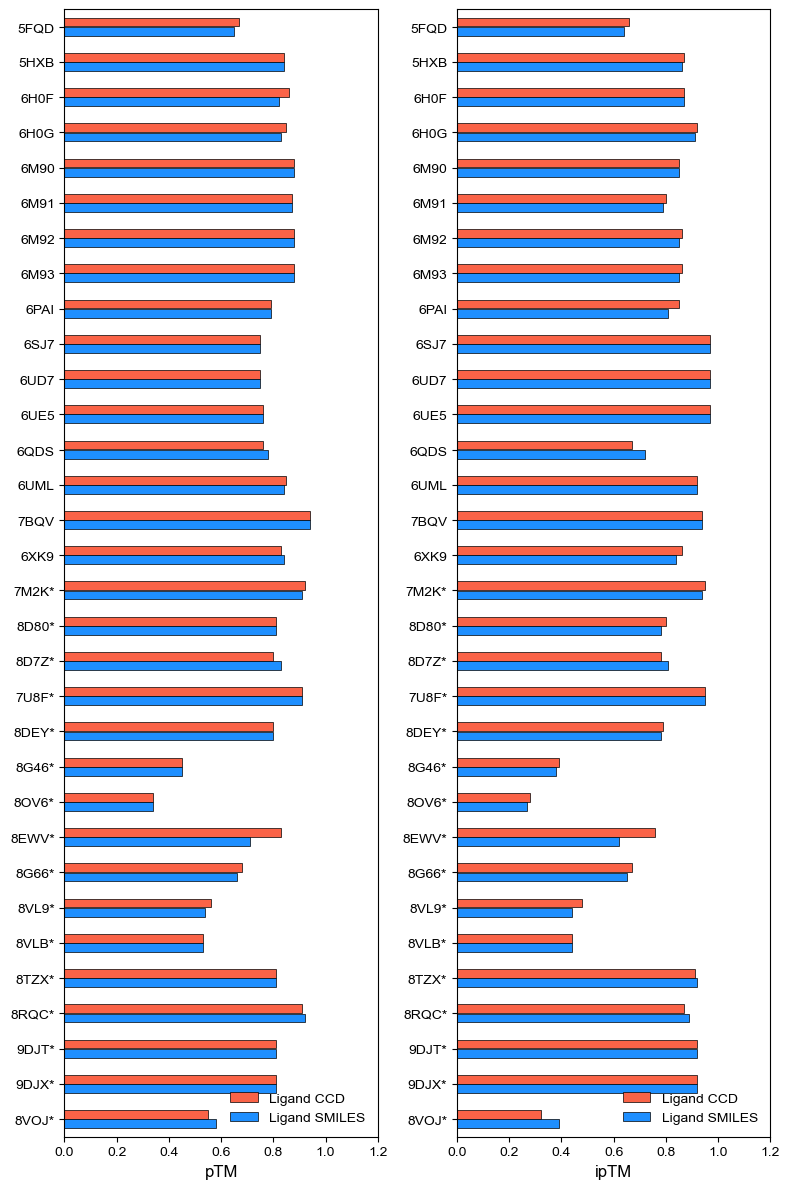 5FQD
5HXB
6H0F
6H0G
6M90
6M91
6M92
6M93
6PAI
6SJ7
6UD7
6UE5
6QDS
6UML
7BQV
6XK9
7M2K*
8D80*
8D7Z*
7U8F*
8DEY*
8G46*
8OV6*
8EWV*
8G66*
8VL9*
8VLB*
8TZX*
8RQC*
9DJT*
9DJX*
8VOJ*
Ligand CCD
Ligand SMILES
0.0 0.2 0.4 0.6 0.8 1.0 1.2
pTM
5FQD
5HXB
6H0F
6H0G
6M90
6M91
6M92
6M93
6PAI
6SJ7
6UD7
6UE5
6QDS
6UML
7BQV
6XK9
7M2K*
8D80*
8D7Z*
7U8F*
8DEY*
8G46*
8OV6*
8EWV*
8G66*
8VL9*
8VLB*
8TZX*
8RQC*
9DJT*
9DJX*
8VOJ*
Ligand CCD
Ligand SMILES
0.0 0.2 0.4 0.6 0.8 1.0 1.2
ipTM